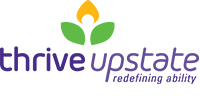 thrive upstate
redefining ability